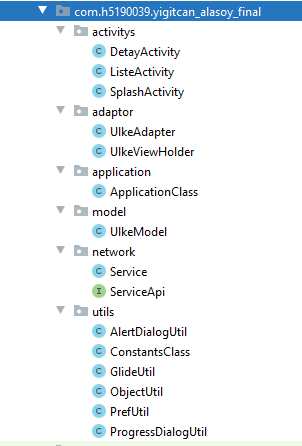 com.h5190039.yigitcan_alasoy_final
activitys
C DetayActivity
C ListeActivity
C SplashActivity
adaptor
C UlkeAdapter
C UlkeViewHolder
application
C ApplicationClass
model
C UlkeModel
network
C Service
I ServiceApi
utils
C AlertDialogUtil
C ConstantsClass
C GlideUtil
C ObjectUtil
C PrefUtil
C ProgressDialogUtil